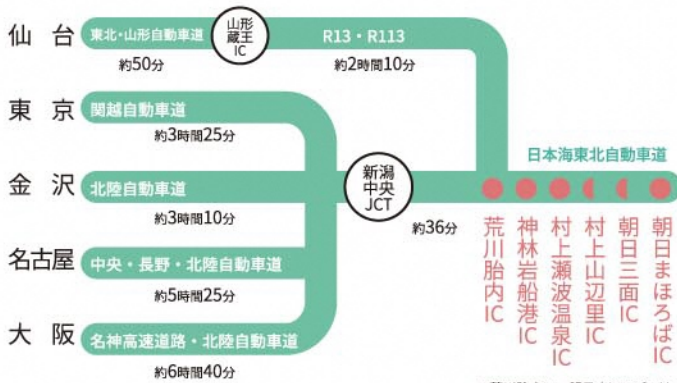 仙台
東北・山形自動車道
山形
蔵王
IC
R13・R113
約50分
約2時間10分
東京
関越自動車道
約3時間25分
日本海東北自動車道
金沢
北陸自動車道
新潟
中央
JCT
約3時間10分
約36分
荒川胎内IC
神林岩船港IC
村上瀬波温泉IC
村上山辺里IC
朝日三面IC
朝日まほろばIC
名古屋
中央・長野・北陸自動車道
約5時間25分
大阪
名神高速道路・北陸自動車道
約6時間40分